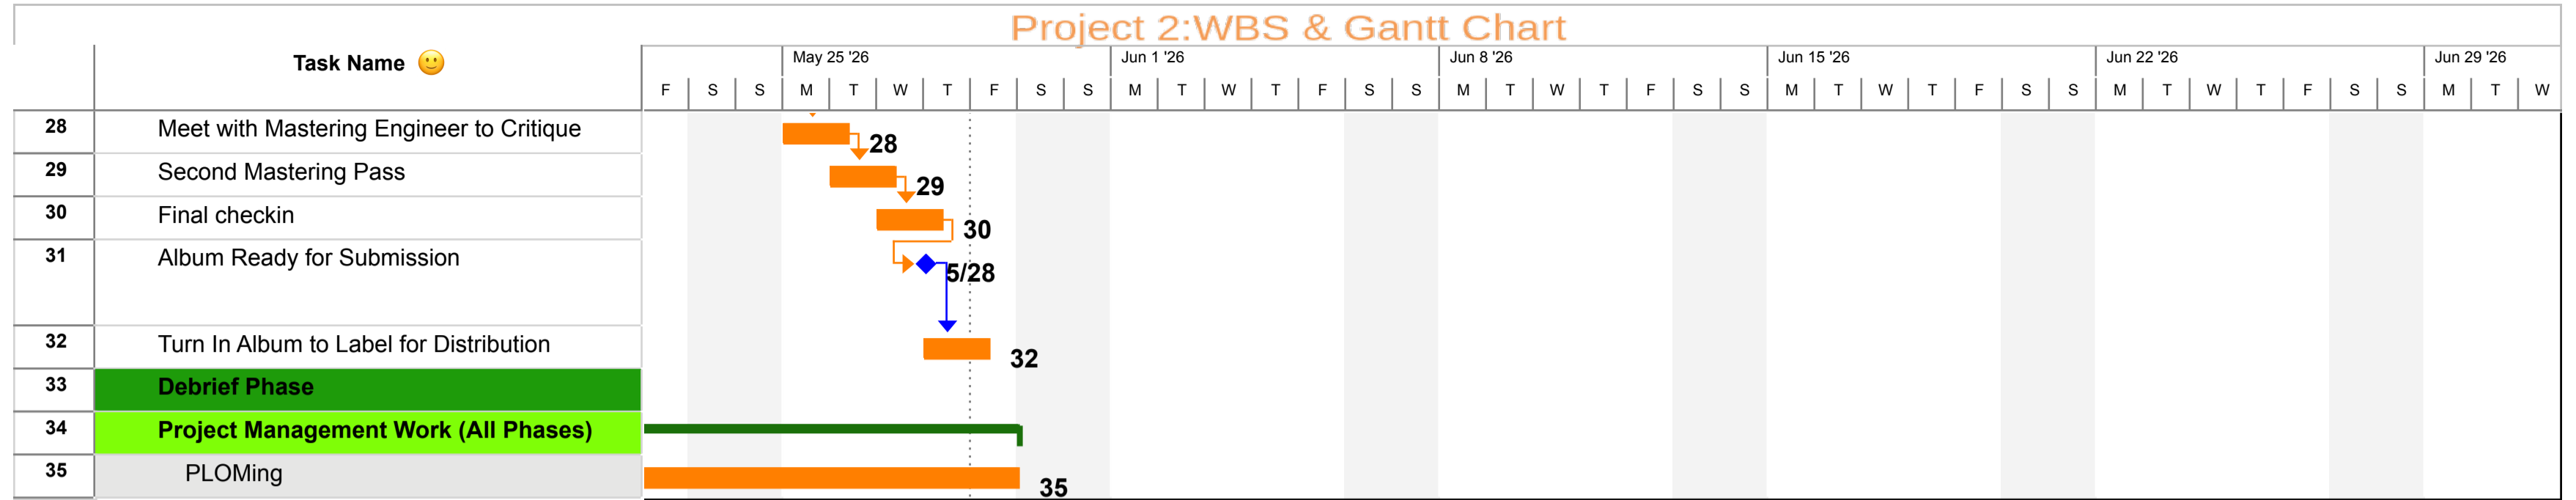 Project 2:WBS & Gantt Chart
Task Name 🙂
May 25 '26 Jun 1 '26 Jun 8 '26 Jun 15 '26 Jun 22 '26 Jun 29 '26
F S S M T W T F S S M T W T F S S M T W T F S S M T W T F S S M T W T F S S M T W
28 Meet with Mastering Engineer to Critique 28
29 Second Mastering Pass 29
30 Final checkin 30
31 Album Ready for Submission 5/28
32 Turn In Album to Label for Distribution 32
33 Debrief Phase
34 Project Management Work (All Phases)
35 PLOMing 35